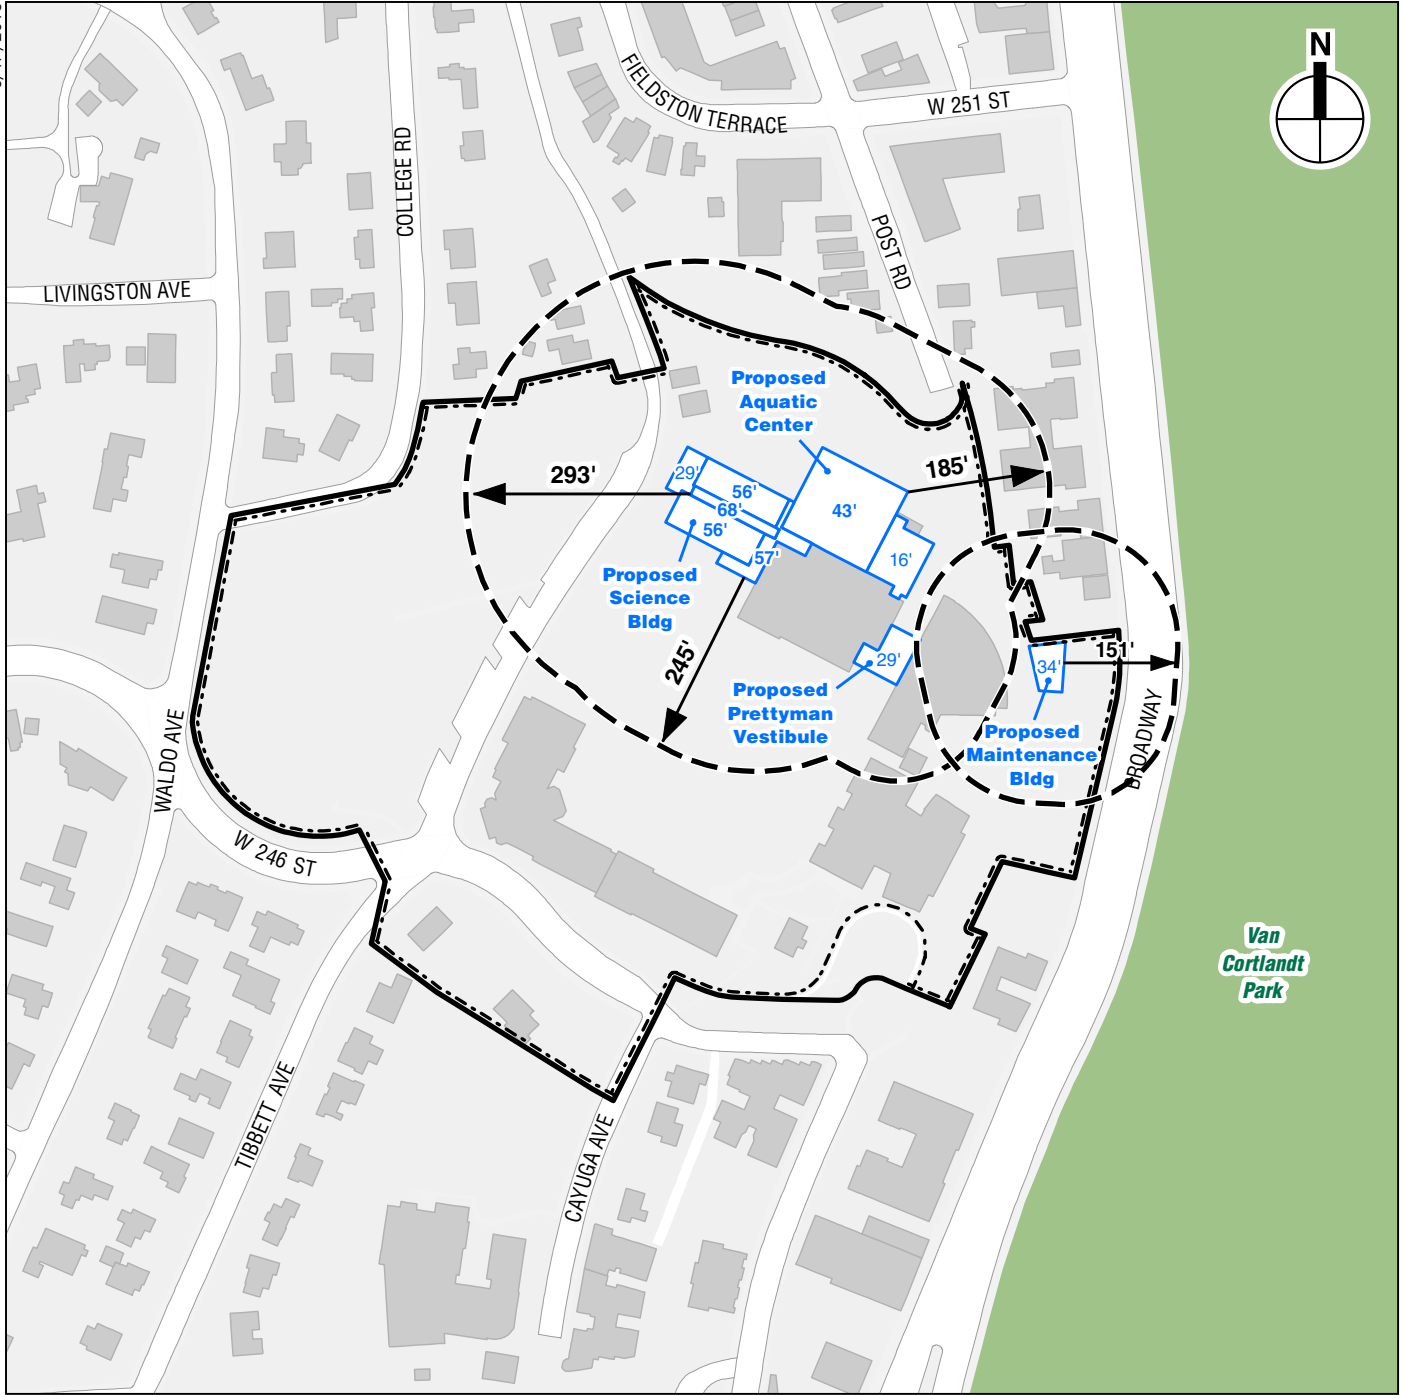 N
FIELDSTON TERRACE
W 251 ST
COLLEGE RD
POST RD
LIVINGSTON AVE
Proposed
Aquatic
Center
293'
185'
29'
56'
68'
56'
43'
57'
16'
Proposed
Science
Bldg
245'
29'
Proposed
Prettyman
Vestibule
151'
34'
Proposed
Maintenance
Bldg
BROADWAY
WALDO AVE
W 246 ST
Van
Cortlandt
Park
TIBBETT AVE
CAYUGA AVE